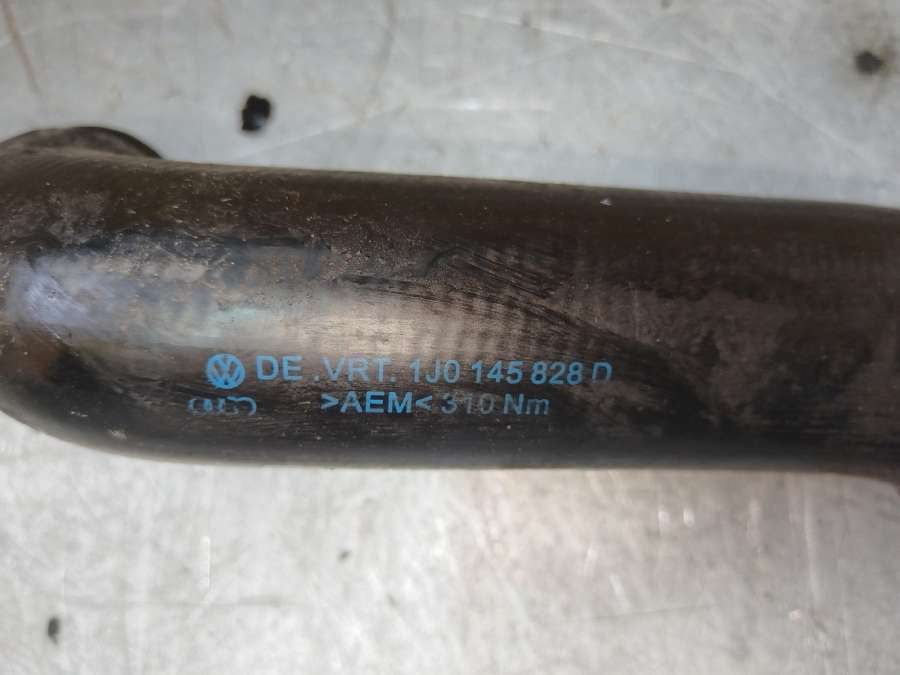 DE .VRT. 1J0 145 828 D
>AEM< 310 Nm